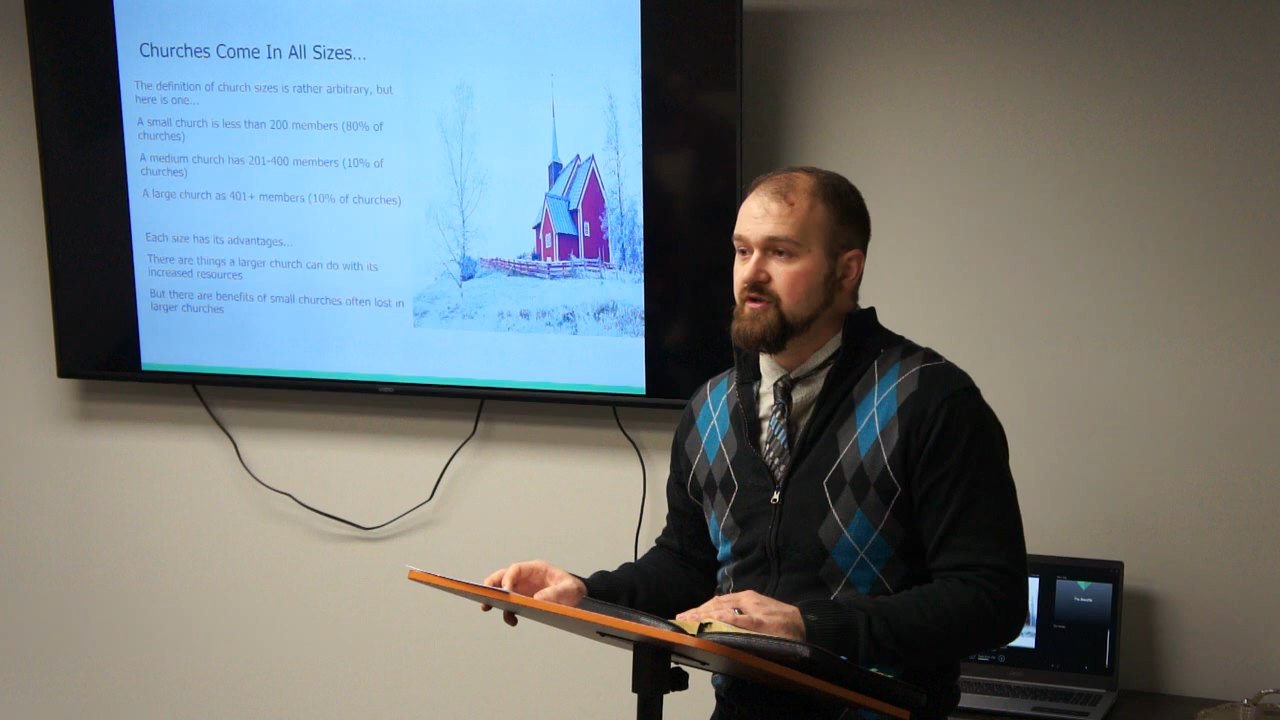 Churches Come In All Sizes...
The definition of church sizes is rather arbitrary, but
here is one...
A small church is less than 200 members (80% of
churches)
A medium church has 201-400 members (10% of
churches)
A large church as 401+ members (10% of churches)
Each size has its advantages...
There are things a larger church can do with its
increased resources
But there are benefits of small churches often lost in
larger churches